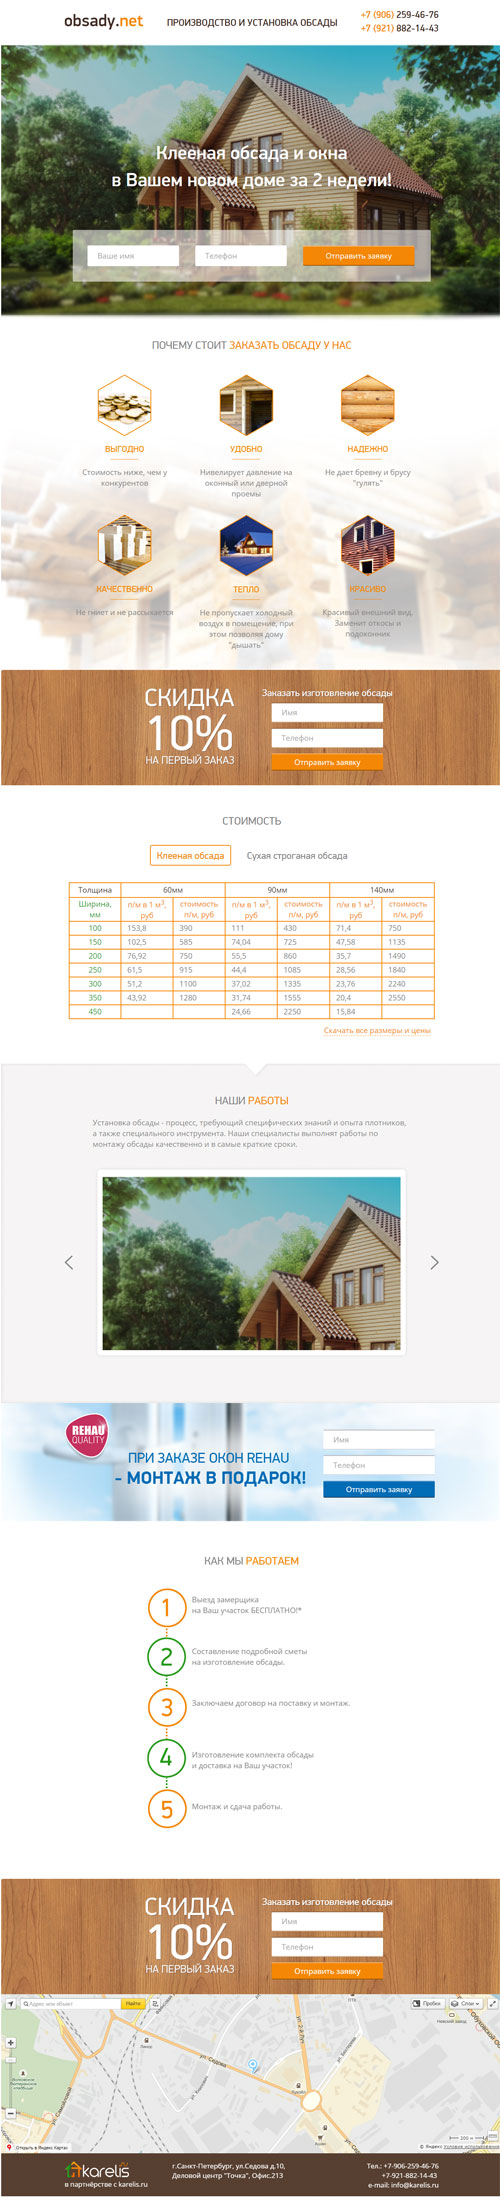 obsady.net
ПРОИЗВОДСТВО И УСТАНОВКА ОБСАДЫ
+7 (906) 259-46-76
+7 (921) 882-14-43
Клееная обсада и окна
в Вашем новом доме за 2 недели!
Ваше имя
Телефон
Отправить заявку
ПОЧЕМУ СТОИТ ЗАКАЗАТЬ ОБСАДУ У НАС
ВЫГОДНО
УДОБНО
НАДЕЖНО
Стоимость ниже, чем у
конкурентов
Нивелирует давление на
оконный или дверной
проемы
Не дает бревну и брусу
"гулять"
КАЧЕСТВЕННО
ТЕПЛО
КРАСИВО
Не гниет и не рассыхается
Не пропускает холодный
воздух в помещение, при
этом позволяя дому
"дышать"
Красивый внешний вид.
Заменит откосы и
подоконник
СКИДКА
10%
НА ПЕРВЫЙ ЗАКАЗ
Заказать изготовление обсады
Имя
Телефон
Отправить заявку
СТОИМОСТЬ
Клееная обсада
Сухая строганая обсада
Толщина 60мм 90мм 140мм
Ширина, мм п/м в 1 м³, руб стоимость п/м, руб п/м в 1 м³, руб стоимость п/м, руб п/м в 1 м³, руб стоимость п/м, руб
100 153,8 390 111 430 71,4 750
150 102,5 585 74,04 725 47,58 1135
200 76,92 750 55,5 860 35,7 1490
250 61,5 915 44,4 1085 28,56 1840
300 51,2 1100 37,02 1335 23,76 2240
350 43,92 1280 31,74 1555 20,4 2550
450 24,66 2250 15,84
Скачать все размеры и цены
НАШИ РАБОТЫ
Установка обсады - процесс, требующий специфических знаний и опыта плотников,
а также специального инструмента. Наши специалисты выполнят работы по
монтажу обсады качественно и в самые краткие сроки.
REHAU
QUALITY
ПРИ ЗАКАЗЕ ОКОН REHAU
- МОНТАЖ В ПОДАРОК!
Имя
Телефон
Отправить заявку
КАК МЫ РАБОТАЕМ
1
Выезд замерщика
на Ваш участок БЕСПЛАТНО!*
2
Составление подробной сметы
на изготовление обсады.
3
Заключаем договор на поставку и монтаж.
4
Изготовление комплекта обсады
и доставка на Ваш участок!
5
Монтаж и сдача работы.
СКИДКА
10%
НА ПЕРВЫЙ ЗАКАЗ
Заказать изготовление обсады
Имя
Телефон
Отправить заявку
Адрес или объект
Найти
Пробки
Слои
Невский завод
ул. Седова
200 м
Открыть в Яндекс.Картах
© Яндекс Условия использования
karelis
в партнёрстве с karelis.ru
г.Санкт-Петербург, ул.Седова д.10,
Деловой центр "Точка", Офис.213
Тел.: +7-906-259-46-76
+7-921-882-14-43
e-mail: info@karelis.ru